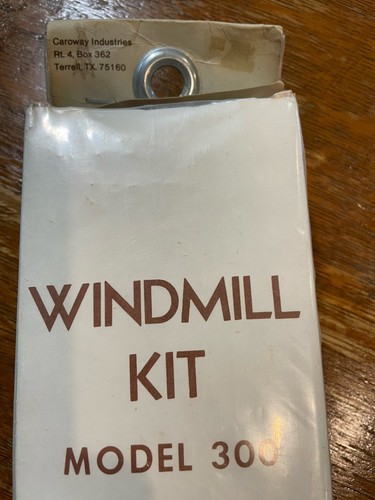 Caroway Industries
Rt. 4, Box 362
Terrell, TX. 75160
WINDMILL
KIT
MODEL 300